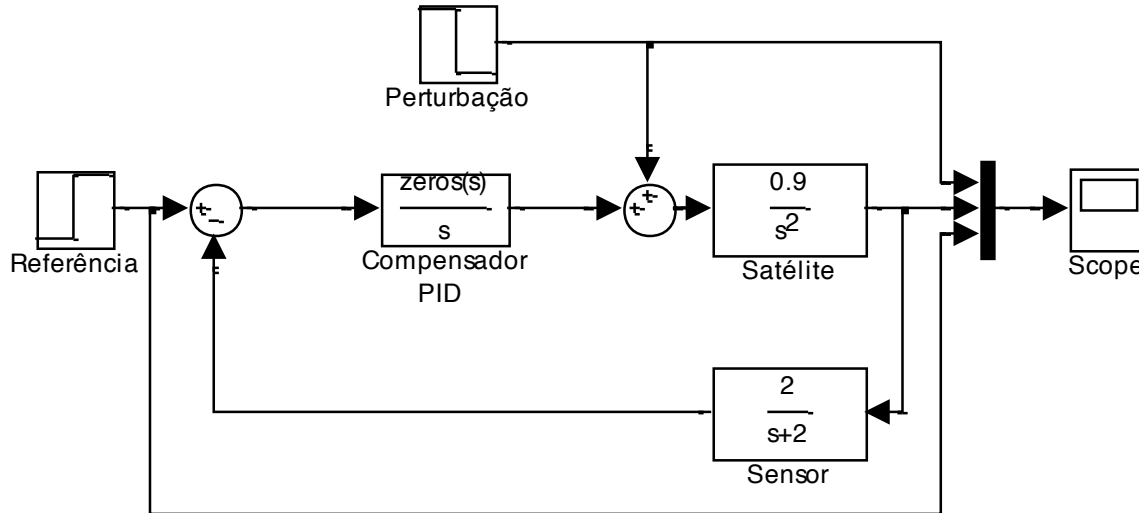 Perturbação
Referência
+
−
zeros(s)
s
Compensador
PID
+
+
0.9
s²
Satélite
Scope
2
s+2
Sensor